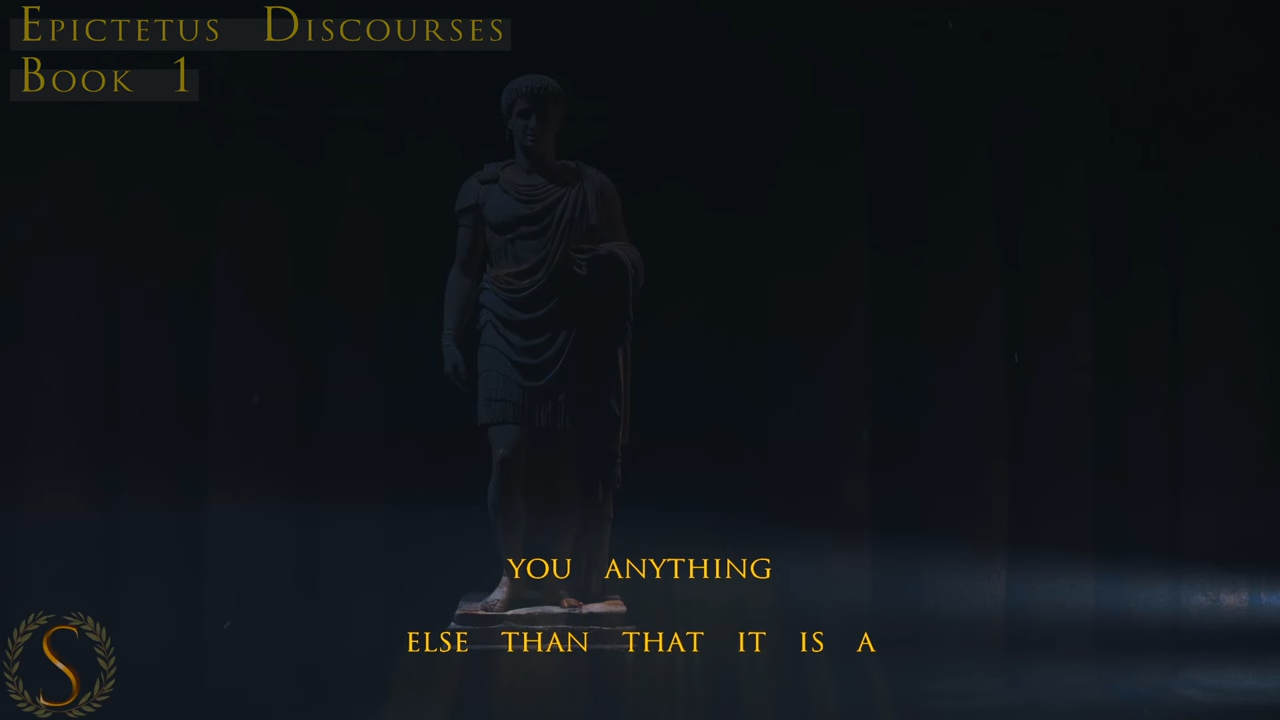 Epictetus Discourses
Book 1
YOU ANYTHING
ELSE THAN THAT IT IS A
S